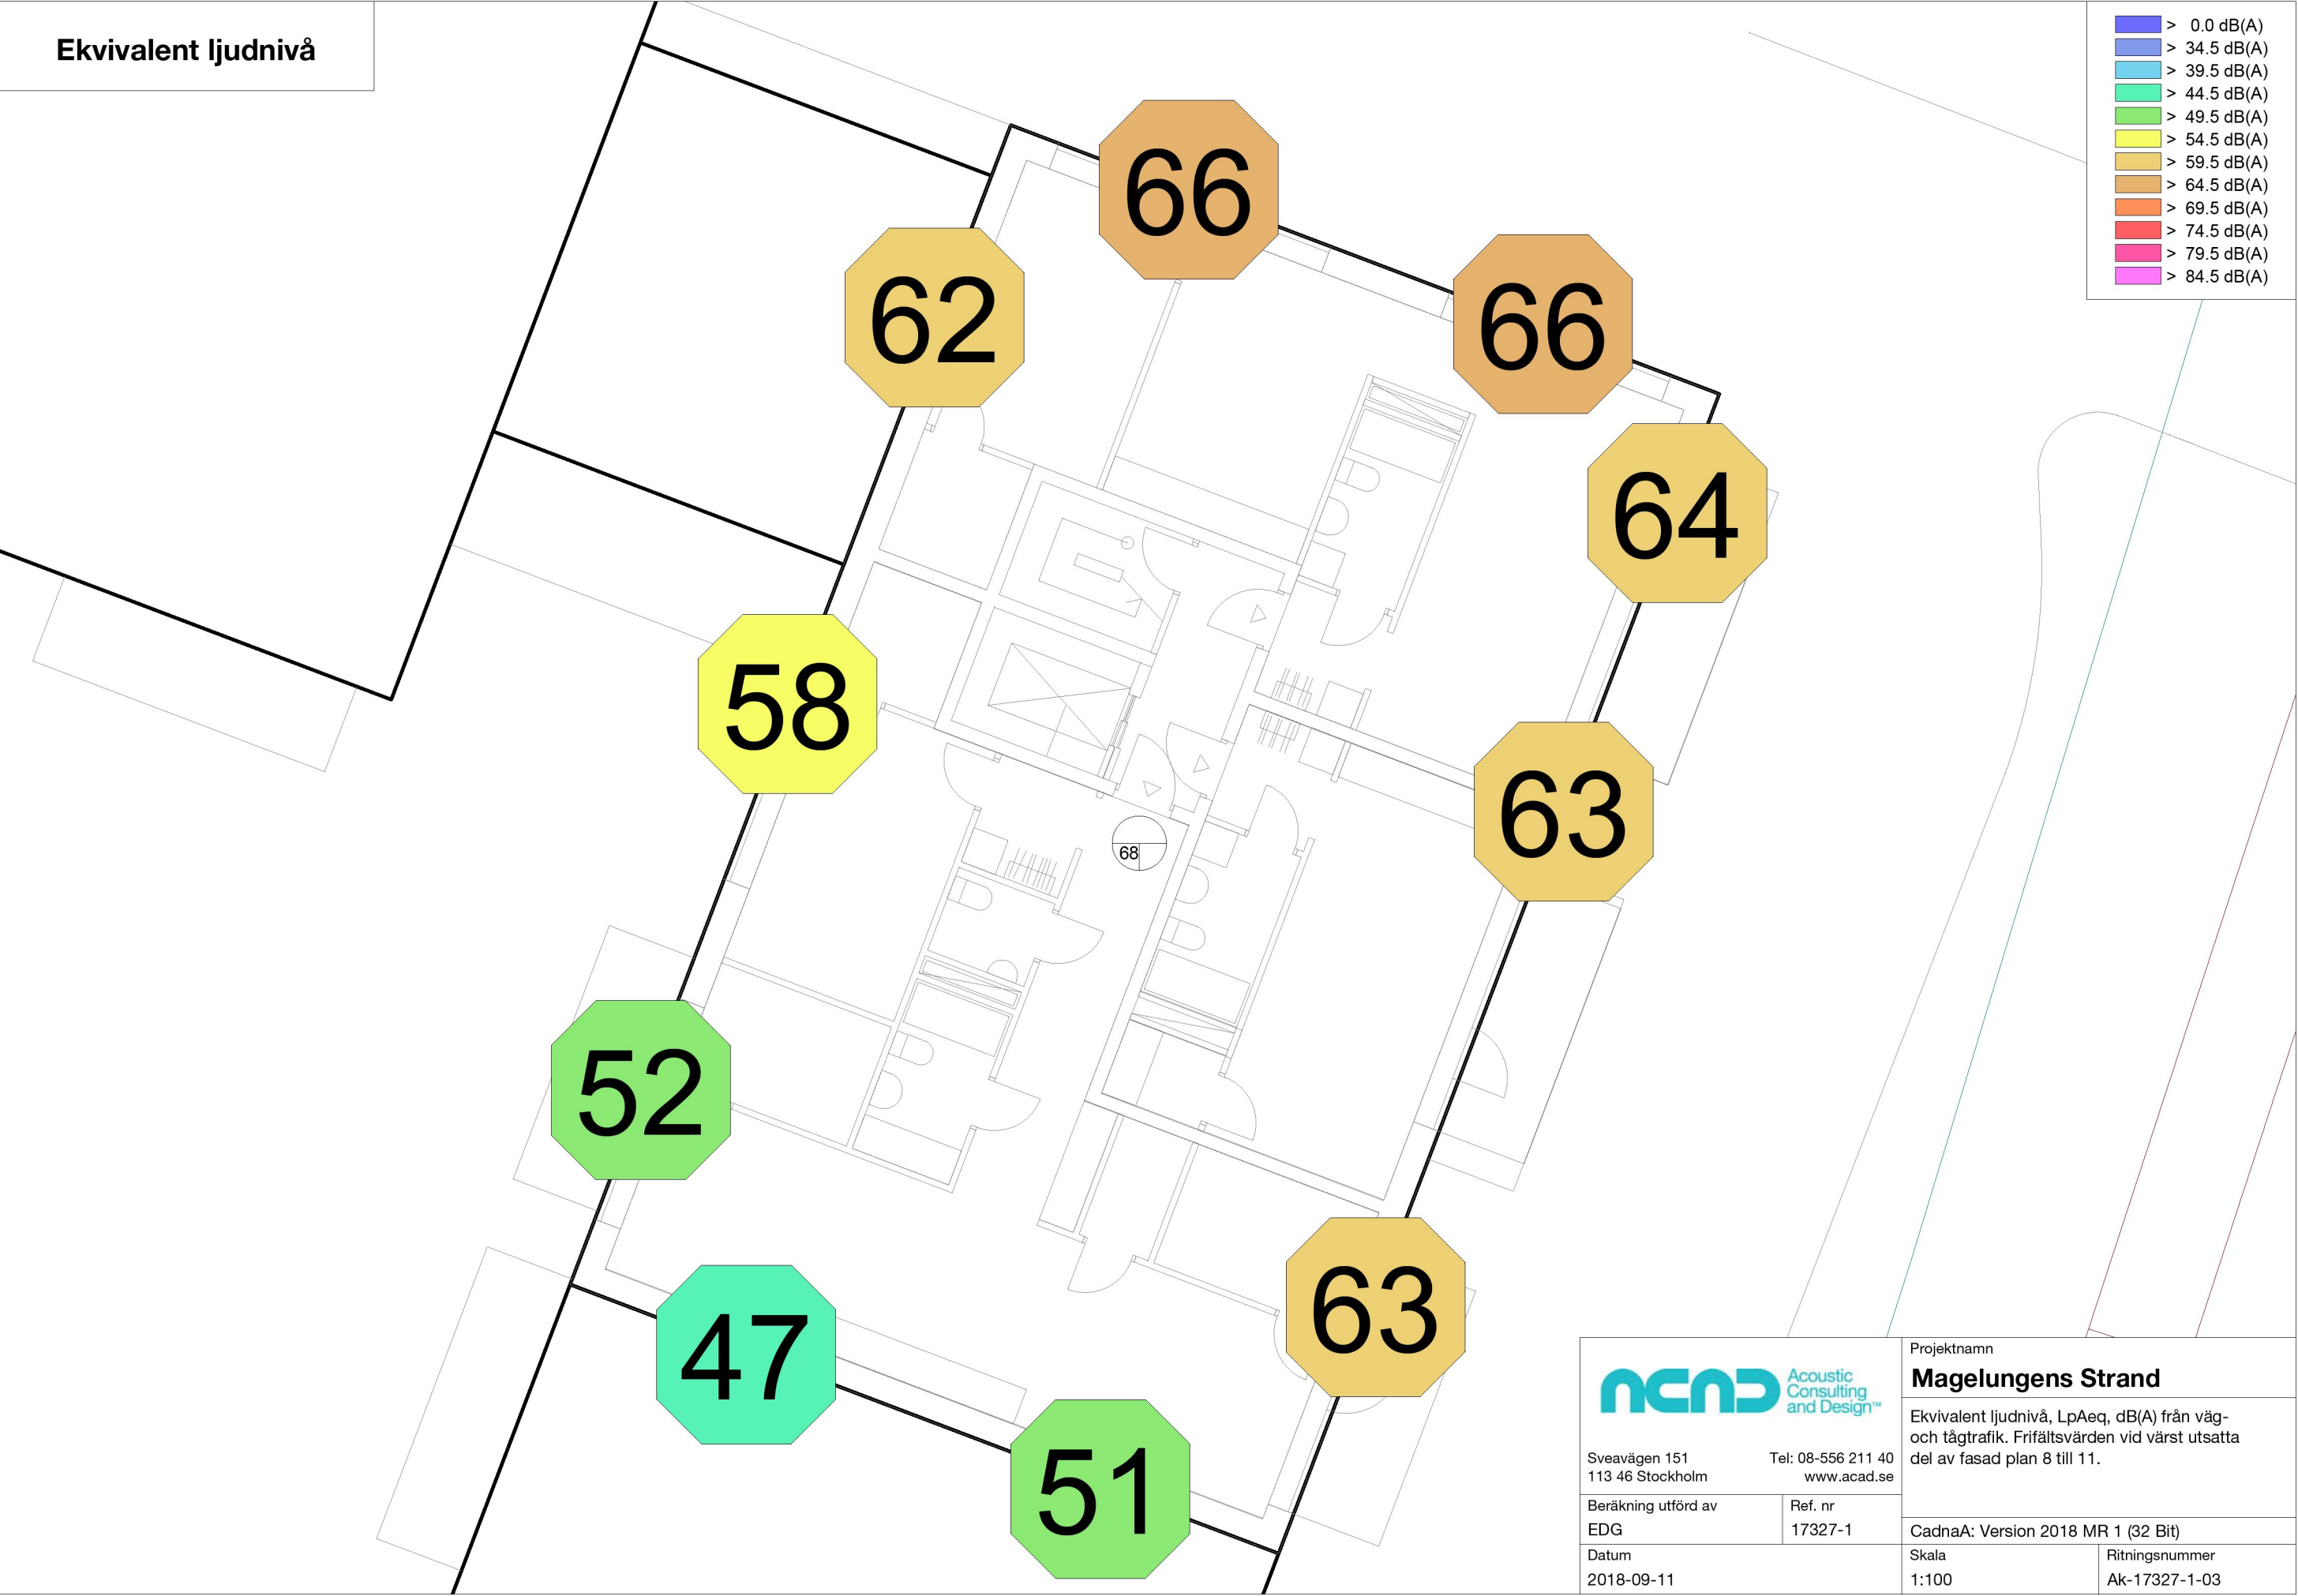 Ekvivalent ljudnivå
> 0.0 dB(A)
> 34.5 dB(A)
> 39.5 dB(A)
> 44.5 dB(A)
> 49.5 dB(A)
> 54.5 dB(A)
> 59.5 dB(A)
> 64.5 dB(A)
> 69.5 dB(A)
> 74.5 dB(A)
> 79.5 dB(A)
> 84.5 dB(A)
66
62
66
64
58
63
68
52
63
47
51
ACAD
Acoustic
Consulting
and Design™
Sveavägen 151
113 46 Stockholm
Tel: 08-556 211 40
www.acad.se
Beräkning utförd av
EDG
Ref. nr
17327-1
Datum
2018-09-11
Projektnamn
Magelungens Strand
Ekvivalent ljudnivå, LpAeq, dB(A) från väg-
och tågtrafik. Frifältsvärden vid värst utsatta
del av fasad plan 8 till 11.
CadnaA: Version 2018 MR 1 (32 Bit)
Skala
1:100
Ritningsnummer
Ak-17327-1-03